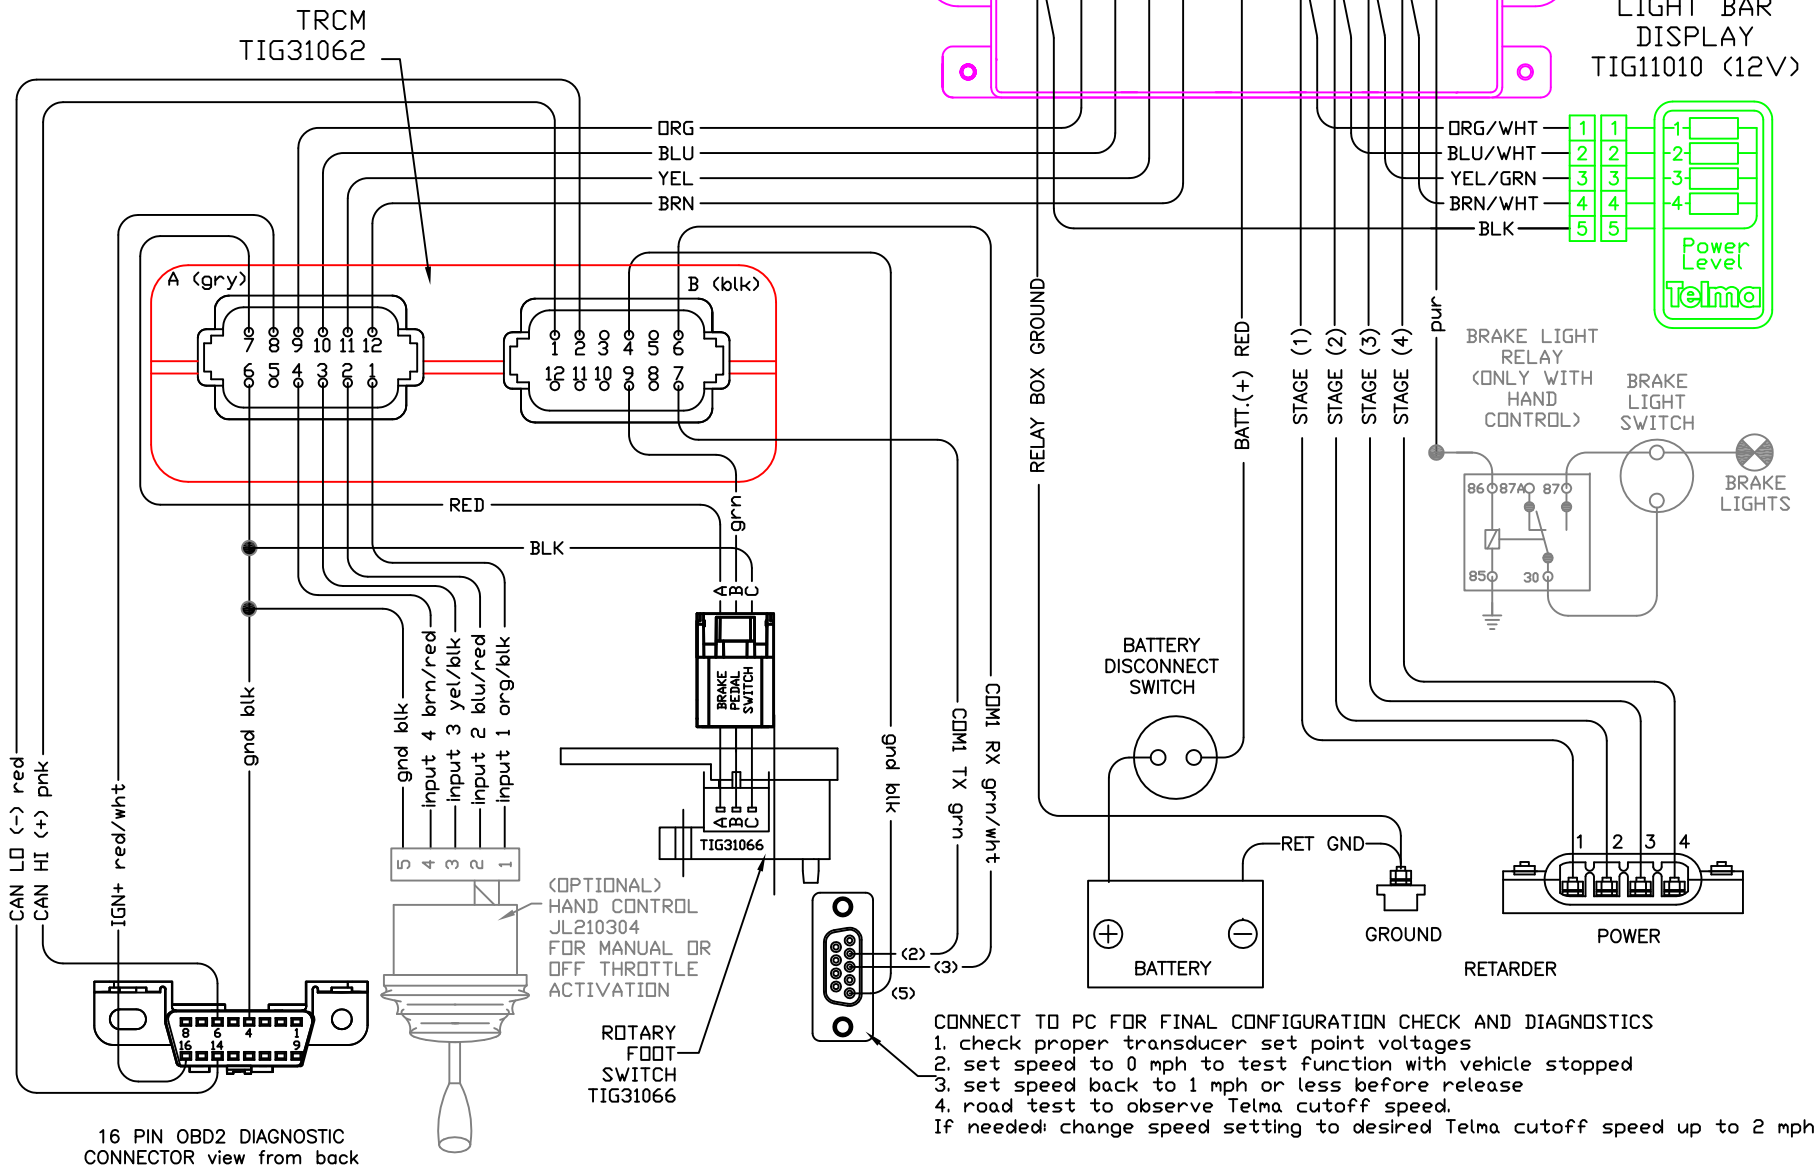 TRCM
TIG31062
LIGHT BAR
DISPLAY
TIG11010 (12V)
ORG
BLU
YEL
BRN
ORG/WHT
BLU/WHT
YEL/GRN
BRN/WHT
BLK
1 1 1
2 2 2
3 3 3
4 4 4
5 5
Power
Level
Telma
A (gry)
B (blk)
7 8 9 10 11 12
6 5 4 3 2 1
1 2 3 4 5 6
12 11 10 9 8 7
RELAY BOX GROUND
BATT.(+) RED
STAGE (1)
STAGE (2)
STAGE (3)
STAGE (4)
pur
BRAKE LIGHT
RELAY
(ONLY WITH
HAND
CONTROL)
BRAKE
LIGHT
SWITCH
BRAKE
LIGHTS
86 87A 87
85 30
RED
BLK
grn
A B C
BRAKE
PEDAL
SWITCH
A B C
TIG31066
gnd blk
gnd blk
input 4 brn/red
input 3 yel/blk
input 2 blu/red
input 1 org/blk
5 4 3 2 1
gnd blk
COM1 TX grn
COM1 RX grn/wht
CAN LO (-) red
CAN HI (+) pnk
IGN+ red/wht
(OPTIONAL)
HAND CONTROL
JL210304
FOR MANUAL OR
OFF THROTTLE
ACTIVATION
ROTARY
FOOT
SWITCH
TIG31066
(2)
(3)
(5)
BATTERY
DISCONNECT
SWITCH
RET GND
+ -
BATTERY
GROUND
1 2 3 4
POWER
RETARDER
8 6 4 1
16 14 9
16 PIN OBD2 DIAGNOSTIC
CONNECTOR view from back
CONNECT TO PC FOR FINAL CONFIGURATION CHECK AND DIAGNOSTICS
1. check proper transducer set point voltages
2. set speed to 0 mph to test function with vehicle stopped
3. set speed back to 1 mph or less before release
4. road test to observe Telma cutoff speed.
If needed: change speed setting to desired Telma cutoff speed up to 2 mph